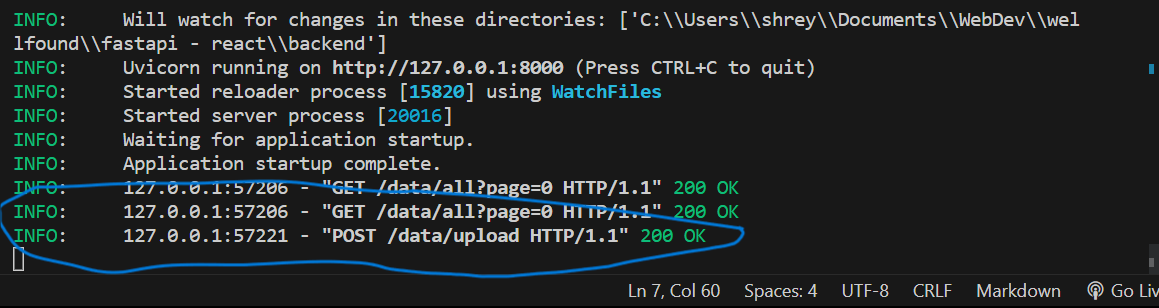 INFO: Will watch for changes in these directories: ['C:\\Users\\shrey\\Documents\\WebDev\\wel
lfound\\fastapi - react\\backend']
INFO: Uvicorn running on http://127.0.0.1:8000 (Press CTRL+C to quit)
INFO: Started reloader process [15820] using WatchFiles
INFO: Started server process [20016]
INFO: Waiting for application startup.
INFO: Application startup complete.
INFO: 127.0.0.1:57206 - "GET /data/all?page=0 HTTP/1.1" 200 OK
INFO: 127.0.0.1:57206 - "GET /data/all?page=0 HTTP/1.1" 200 OK
INFO: 127.0.0.1:57221 - "POST /data/upload HTTP/1.1" 200 OK
Ln 7, Col 60 Spaces: 4 UTF-8 CRLF Markdown Go Liv